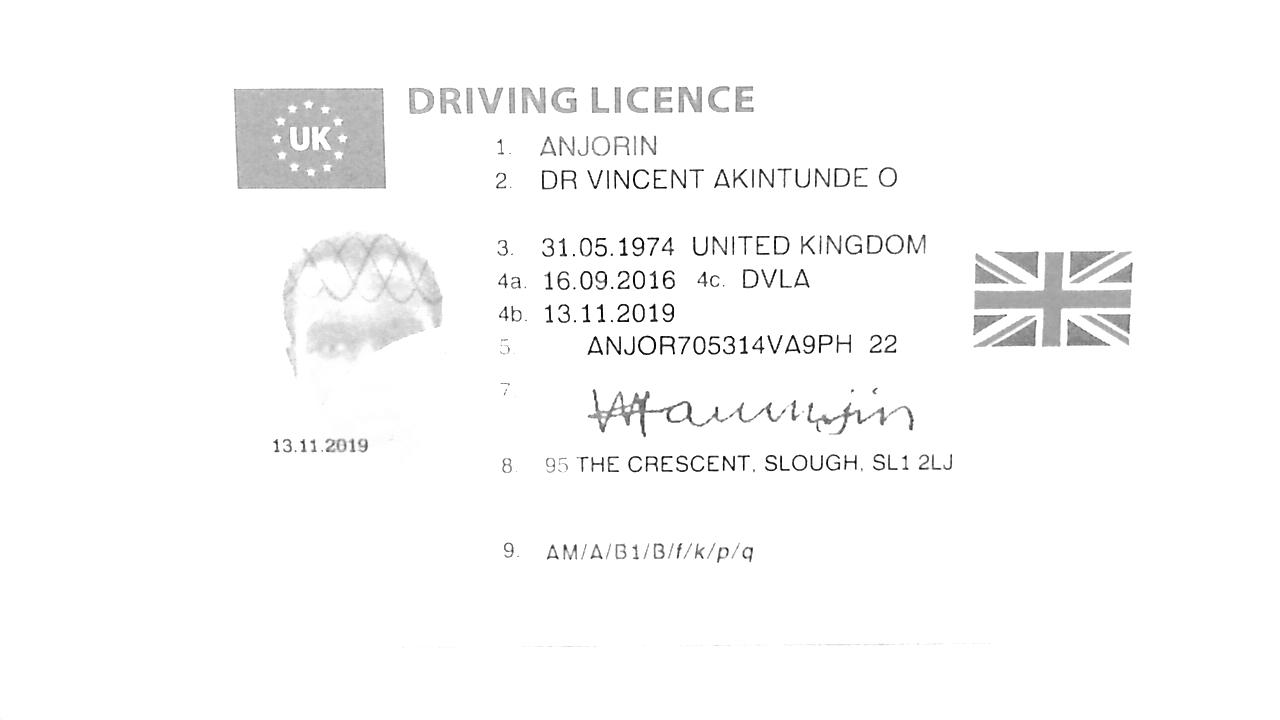 UK
DRIVING LICENCE
1. ANJORIN
2. DR VINCENT AKINTUNDE O
3. 31.05.1974 UNITED KINGDOM
4a. 16.09.2016 4c. DVLA
4b. 13.11.2019
5. ANJOR705314VA9PH 22
7.
13.11.2019
8. 95 THE CRESCENT, SLOUGH, SL1 2LJ
9. AM/A/B1/B/f/k/p/q